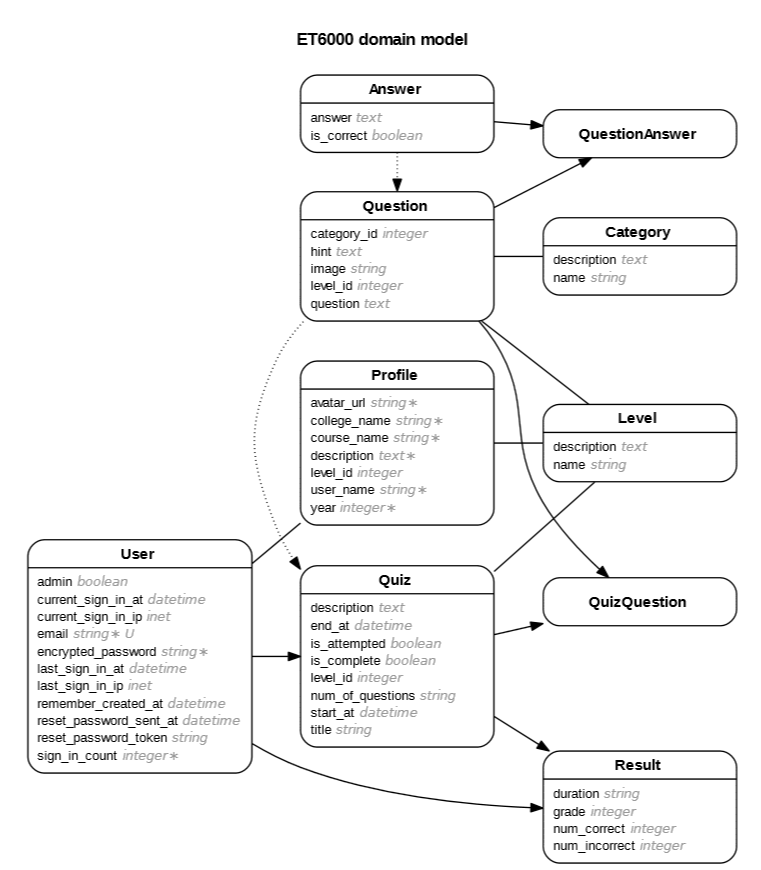 ET6000 domain model
Answer
answer text
is_correct boolean
QuestionAnswer
Question
category_id integer
hint text
image string
level_id integer
question text
Category
description text
name string
Profile
avatar_url string∗
college_name string∗
course_name string∗
description text∗
level_id integer
user_name string∗
year integer∗
Level
description text
name string
User
admin boolean
current_sign_in_at datetime
current_sign_in_ip inet
email string∗ U
encrypted_password string∗
last_sign_in_at datetime
last_sign_in_ip inet
remember_created_at datetime
reset_password_sent_at datetime
reset_password_token string
sign_in_count integer∗
Quiz
description text
end_at datetime
is_attempted boolean
is_complete boolean
level_id integer
num_of_questions string
start_at datetime
title string
QuizQuestion
Result
duration string
grade integer
num_correct integer
num_incorrect integer